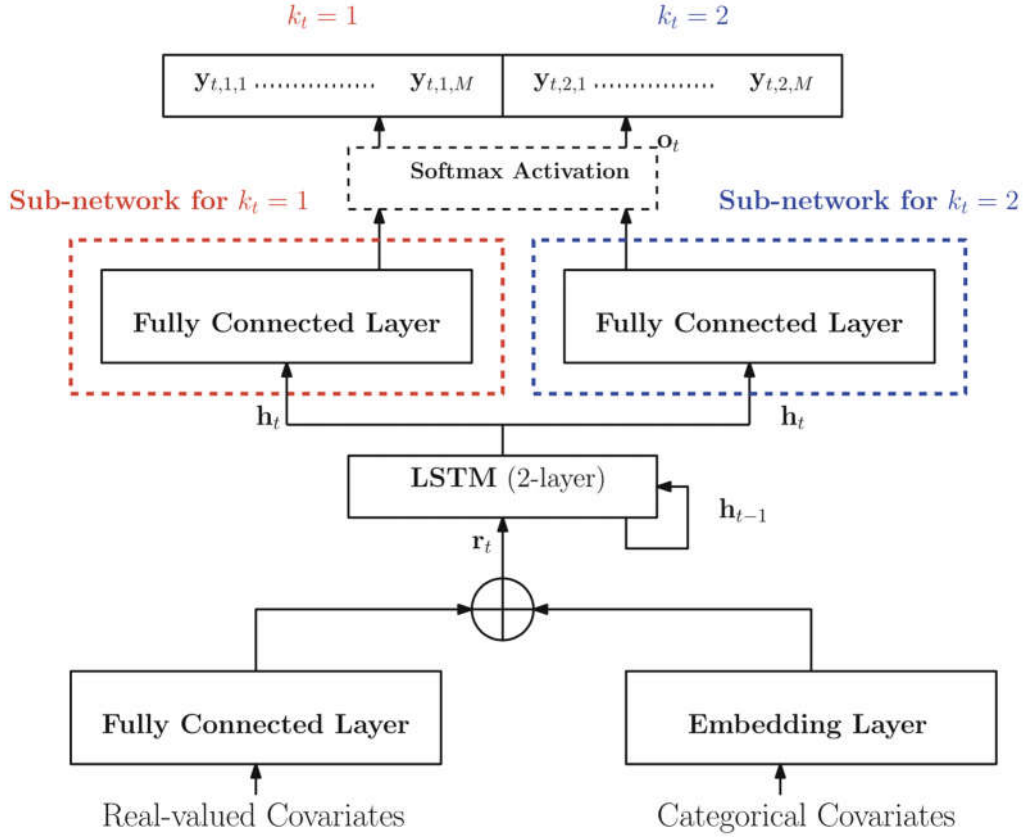 k_t = 1 k_t = 2
y_{t,1,1} ............... y_{t,1,M} y_{t,2,1} ............... y_{t,2,M}
o_t
Softmax Activation
Sub-network for k_t = 1 Sub-network for k_t = 2
Fully Connected Layer Fully Connected Layer
h_t h_t
LSTM (2-layer)
h_{t−1}
r_t
Fully Connected Layer Embedding Layer
Real-valued Covariates Categorical Covariates